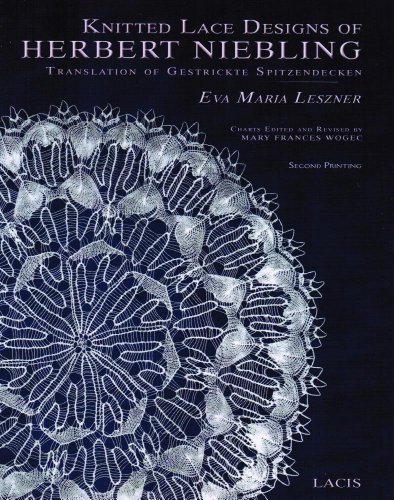 KNITTED LACE DESIGNS OF
HERBERT NIEBLING
TRANSLATION OF GESTRICKTE SPITZENDECKEN
EVA MARIA LESZNER
CHARTS EDITED AND REVISED BY
MARY FRANCES WOGEC
SECOND PRINTING
LACIS